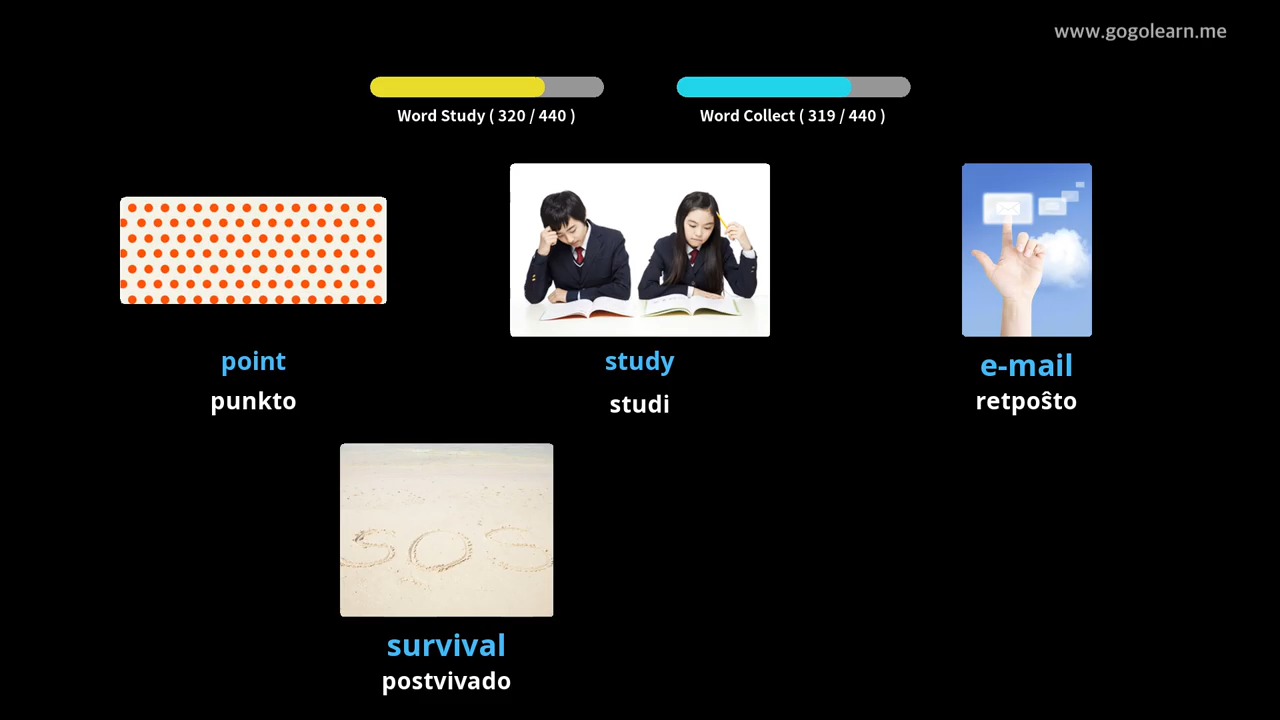 www.gogolearn.me
Word Study ( 320 / 440 )
Word Collect ( 319 / 440 )
point
punkto
study
studi
e-mail
retpoŝto
SOS
survival
postvivado